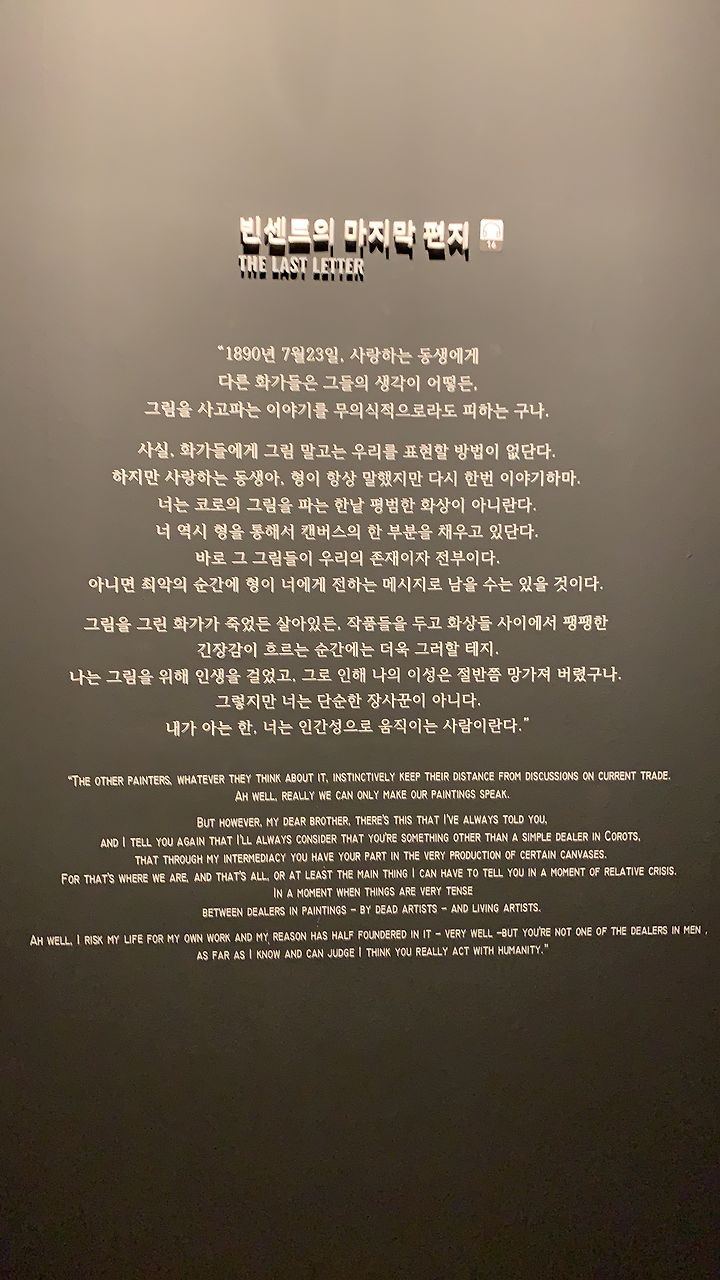 빈센트의 마지막 편지
16
THE LAST LETTER
"1890년 7월23일, 사랑하는 동생에게
다른 화가들은 그들의 생각이 어떻든,
그림을 사고파는 이야기를 무의식적으로라도 피하는 구나.
사실, 화가들에게 그림 말고는 우리를 표현할 방법이 없단다.
하지만 사랑하는 동생아, 형이 항상 말했지만 다시 한번 이야기하마.
너는 코로의 그림을 파는 한낱 평범한 화상이 아니란다.
너 역시 형을 통해서 캔버스의 한 부분을 채우고 있단다.
바로 그 그림들이 우리의 존재이자 전부이다.
아니면 최악의 순간에 형이 너에게 전하는 메시지로 남을 수는 있을 것이다.
그림을 그린 화가가 죽었든 살아있든, 작품들을 두고 화상들 사이에서 팽팽한
긴장감이 흐르는 순간에는 더욱 그러할 테지.
나는 그림을 위해 인생을 걸었고, 그로 인해 나의 이성은 절반쯤 망가져 버렸구나.
그렇지만 너는 단순한 장사꾼이 아니다.
내가 아는 한, 너는 인간성으로 움직이는 사람이란다."
"The other painters, whatever they think about it, instinctively keep their distance from discussions on current trade.
Ah well, really we can only make our paintings speak.
But however, my dear brother, there's this that I've always told you,
and I tell you again that I'll always consider that you're something other than a simple dealer in Corots,
that through my intermediacy you have your part in the very production of certain canvases.
For that's where we are, and that's all, or at least the main thing I can have to tell you in a moment of relative crisis.
In a moment when things are very tense
between dealers in paintings – by dead artists – and living artists.
Ah well, I risk my life for my own work and my reason has half foundered in it – very well –but you're not one of the dealers in men ,
as far as I know and can judge I think you really act with humanity."